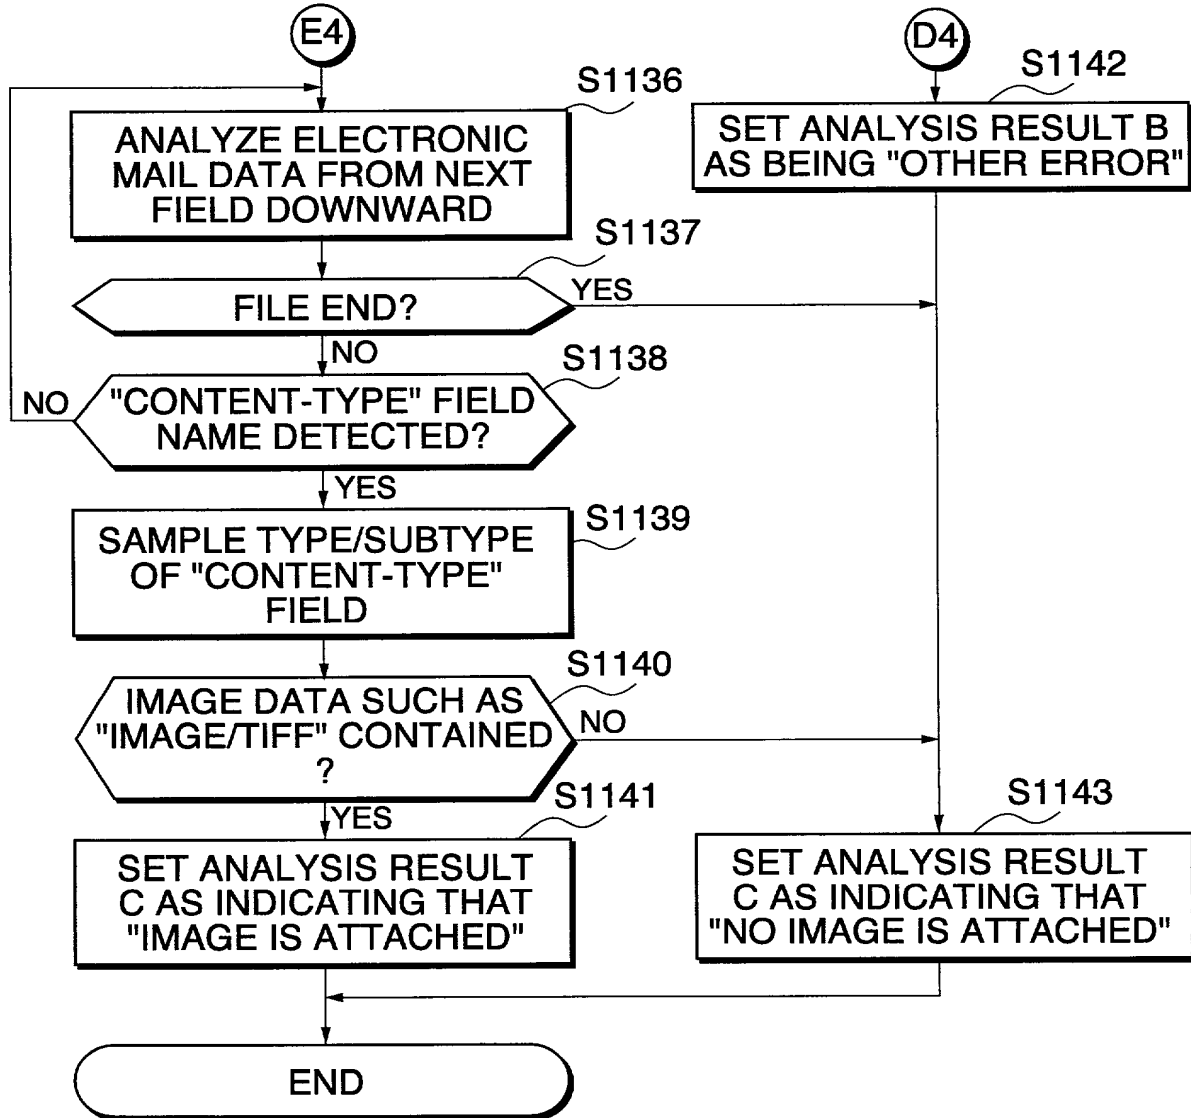 E4
S1136
ANALYZE ELECTRONIC
MAIL DATA FROM NEXT
FIELD DOWNWARD
S1137
FILE END?
YES
NO
S1138
NO
"CONTENT-TYPE" FIELD
NAME DETECTED?
YES
S1139
SAMPLE TYPE/SUBTYPE
OF "CONTENT-TYPE"
FIELD
S1140
IMAGE DATA SUCH AS
"IMAGE/TIFF" CONTAINED
?
NO
YES
S1141
SET ANALYSIS RESULT
C AS INDICATING THAT
"IMAGE IS ATTACHED"
D4
S1142
SET ANALYSIS RESULT B
AS BEING "OTHER ERROR"
S1143
SET ANALYSIS RESULT
C AS INDICATING THAT
"NO IMAGE IS ATTACHED"
END